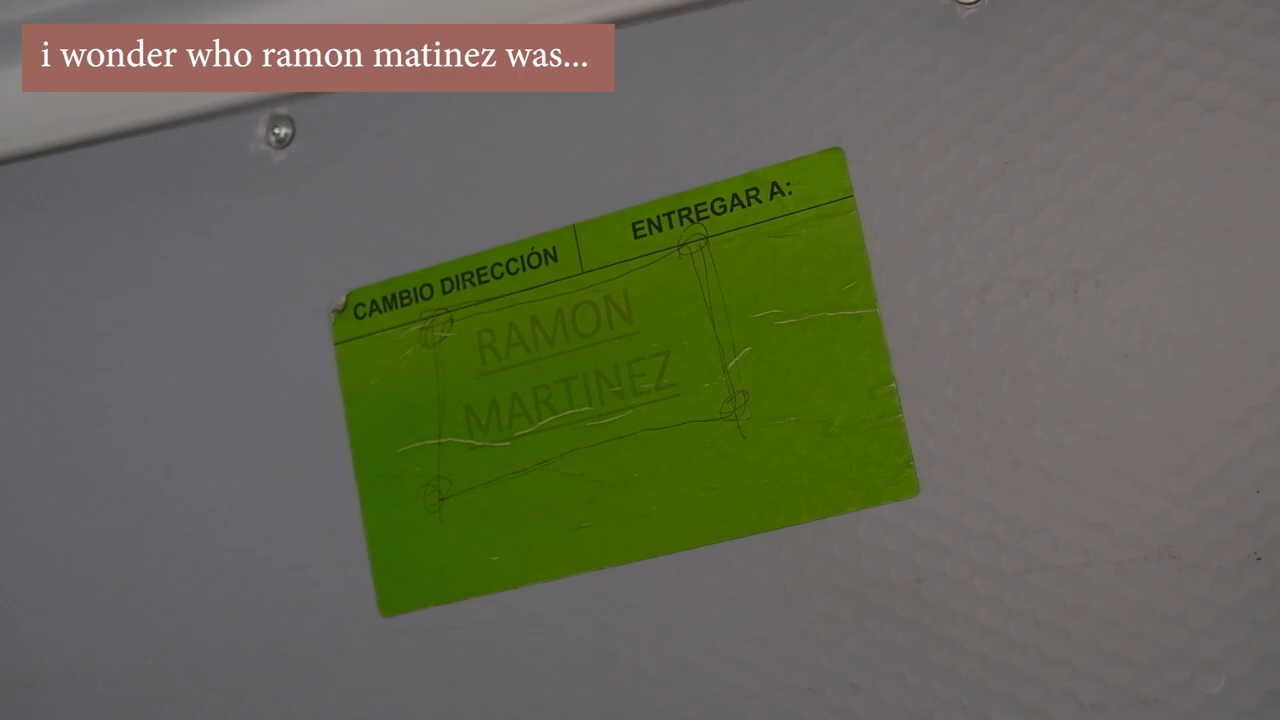 i wonder who ramon matinez was...
CAMBIO DIRECCIÓN
ENTREGAR A:
RAMON
MARTINEZ